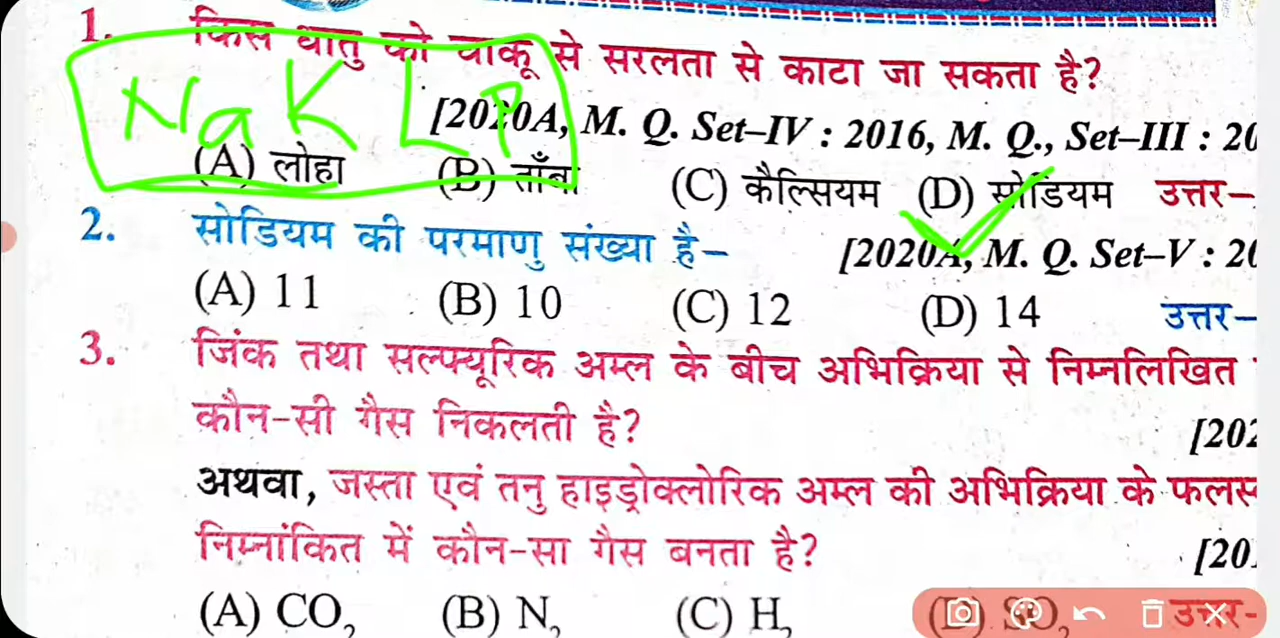 1. किस धातु को चाकू से सरलता से काटा जा सकता है?
Na K L P
[2020A, M. Q. Set–IV : 2016, M. Q., Set–III : 20
(A) लोहा (B) ताँबा (C) कैल्सियम (D) सोडियम उत्तर–
2. सोडियम की परमाणु संख्या है–
[2020A, M. Q. Set–V : 20
(A) 11 (B) 10 (C) 12 (D) 14 उत्तर–
3. जिंक तथा सल्फ्यूरिक अम्ल के बीच अभिक्रिया से निम्नलिखित
कौन-सी गैस निकलती है? [202
अथवा, जस्ता एवं तनु हाइड्रोक्लोरिक अम्ल की अभिक्रिया के फलस्
निम्नांकित में कौन-सा गैस बनता है? [20
(A) CO₂ (B) N₂ (C) H₂ (D) SO₂ उत्तर-